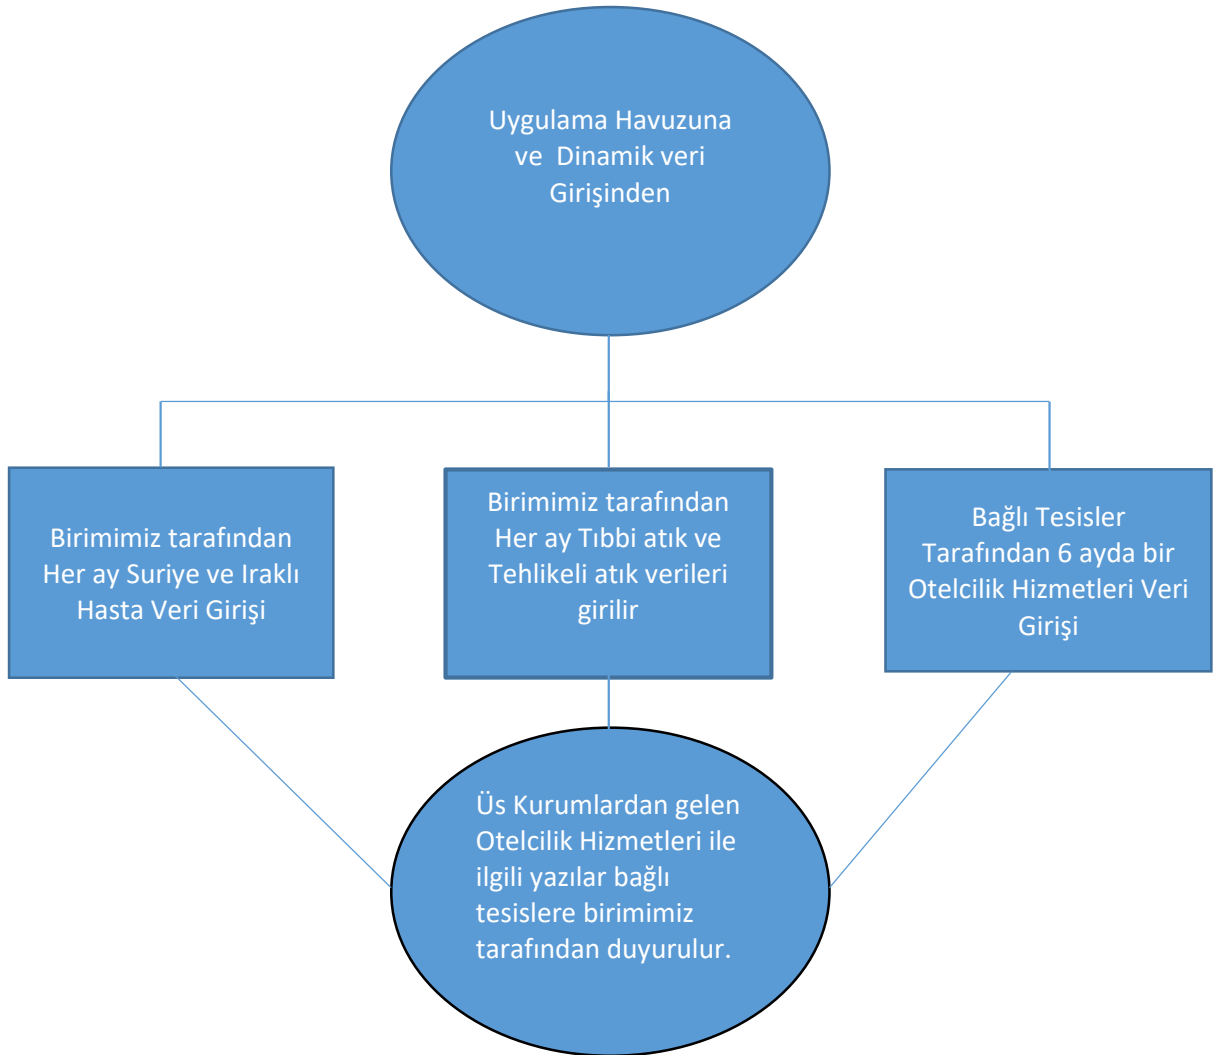 Uygulama Havuzuna
ve  Dinamik veri
Girişinden
Birimimiz tarafından
Her ay Suriye ve Iraklı
Hasta Veri Girişi
Birimimiz tarafından
Her ay Tıbbi atık ve
Tehlikeli atık verileri
girilir
Bağlı Tesisler
Tarafından 6 ayda bir
Otelcilik Hizmetleri Veri
Girişi
Üs Kurumlardan gelen
Otelcilik Hizmetleri ile
ilgili yazılar bağlı
tesislere birimimiz
tarafından duyurulur.